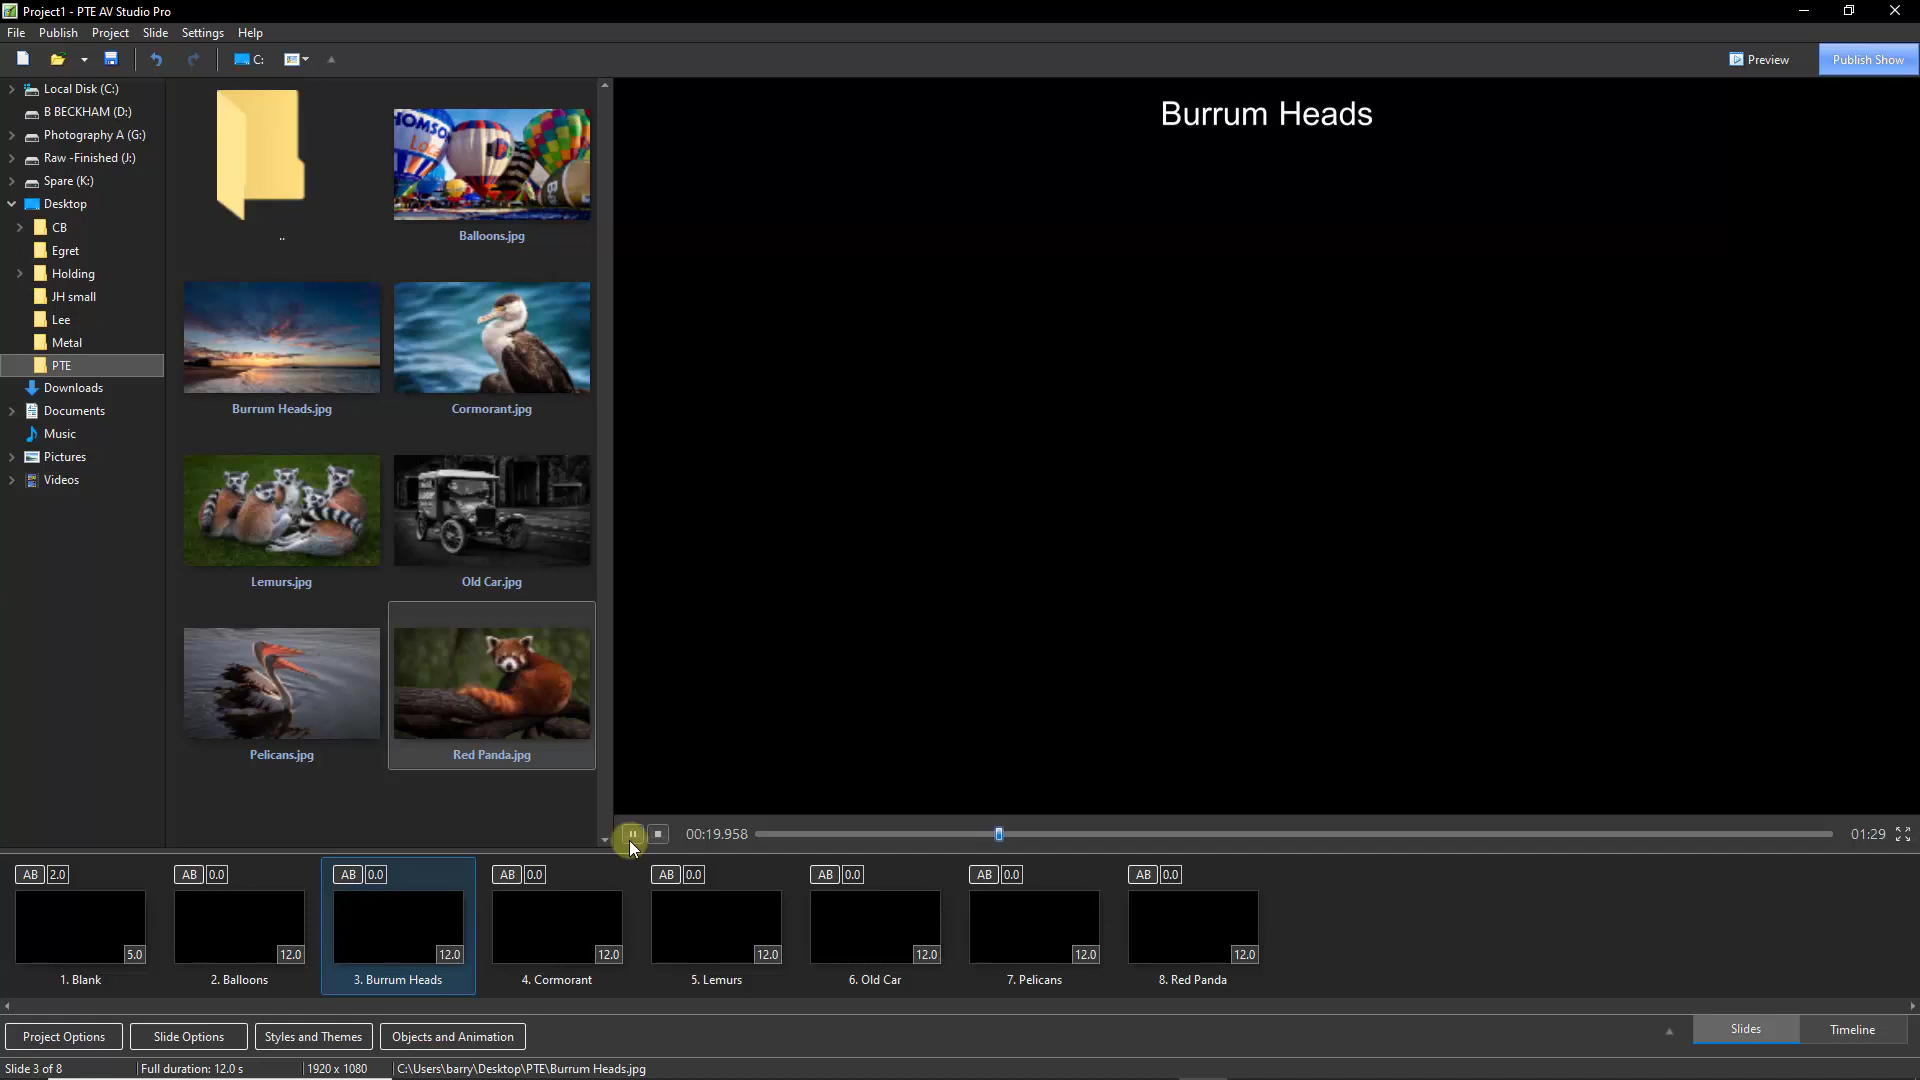 Project1 - PTE AV Studio Pro
File Publish Project Slide Settings Help
C:
Preview
Publish Show
Local Disk (C:)
B BECKHAM (D:)
Photography A (G:)
Raw -Finished (J:)
Spare (K:)
Desktop
CB
Egret
Holding
JH small
Lee
Metal
PTE
Downloads
Documents
Music
Pictures
Videos
..
Balloons.jpg
Burrum Heads.jpg
Cormorant.jpg
Lemurs.jpg
Old Car.jpg
Pelicans.jpg
Red Panda.jpg
Burrum Heads
00:19.958
01:29
AB 2.0
AB 0.0
AB 0.0
AB 0.0
AB 0.0
AB 0.0
AB 0.0
AB 0.0
5.0
12.0
12.0
12.0
12.0
12.0
12.0
12.0
1. Blank
2. Balloons
3. Burrum Heads
4. Cormorant
5. Lemurs
6. Old Car
7. Pelicans
8. Red Panda
Project Options
Slide Options
Styles and Themes
Objects and Animation
Slides
Timeline
Slide 3 of 8
Full duration: 12.0 s
1920 x 1080
C:\Users\barry\Desktop\PTE\Burrum Heads.jpg